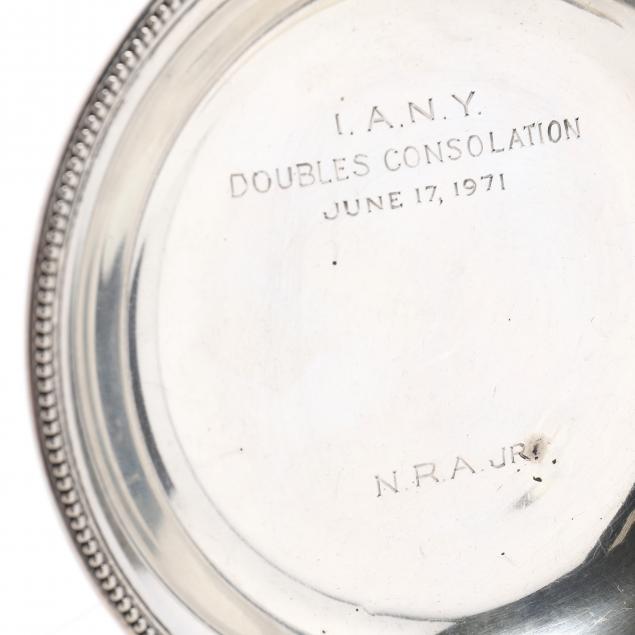 I.A.N.Y.
DOUBLES CONSOLATION
JUNE 17, 1971
N.R.A. JR.